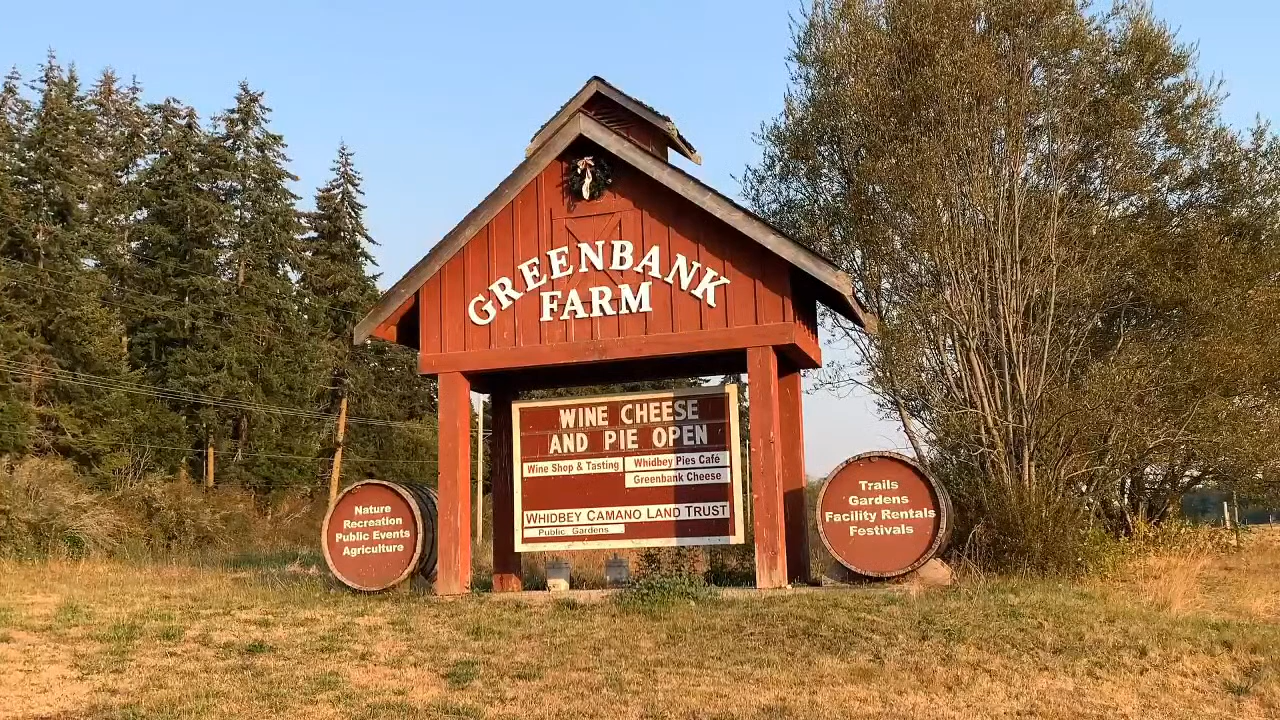 GREENBANK
FARM
WINE CHEESE
AND PIE OPEN
Wine Shop & Tasting
Whidbey Pies Café
Greenbank Cheese
WHIDBEY CAMANO LAND TRUST
Public Gardens
Nature
Recreation
Public Events
Agriculture
Trails
Gardens
Facility Rentals
Festivals